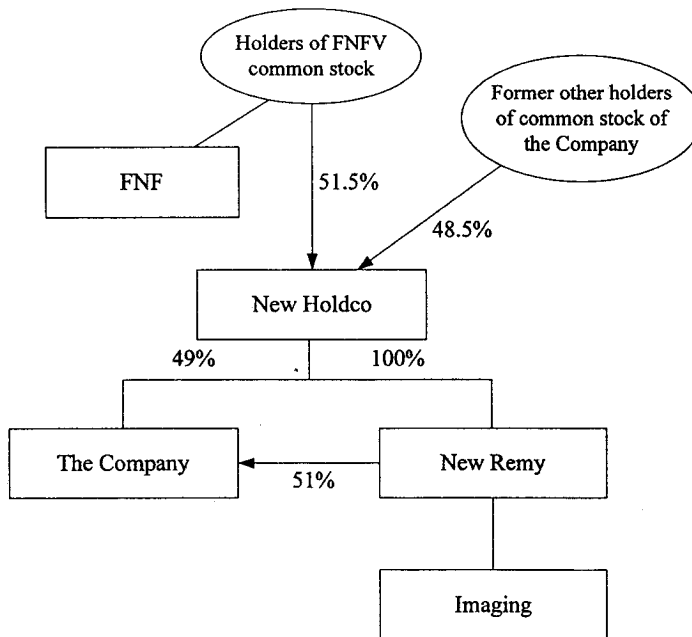 Holders of FNFV
common stock
Former other holders
of common stock of
the Company
FNF
51.5%
48.5%
New Holdco
49%
100%
The Company
New Remy
51%
Imaging